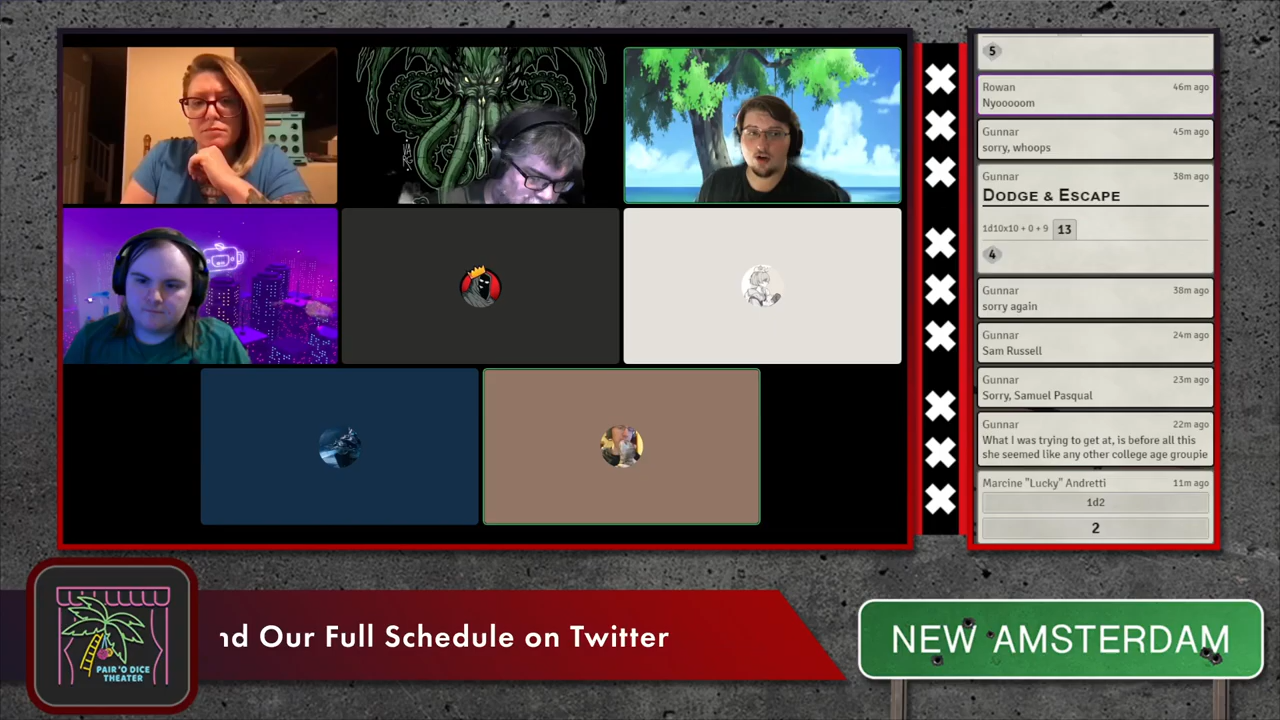 5
Rowan 46m ago
Nyooooom
Gunnar 45m ago
sorry, whoops
Gunnar 38m ago
Dodge & Escape
1d10x10 + 0 + 9 13
4
Gunnar 38m ago
sorry again
Gunnar 24m ago
Sam Russell
Gunnar 23m ago
Sorry, Samuel Pasqual
Gunnar 22m ago
What I was trying to get at, is before all this
she seemed like any other college age groupie
Marcine "Lucky" Andretti 11m ago
1d2
2
PAIR'O DICE
THEATER
nd Our Full Schedule on Twitter
NEW AMSTERDAM